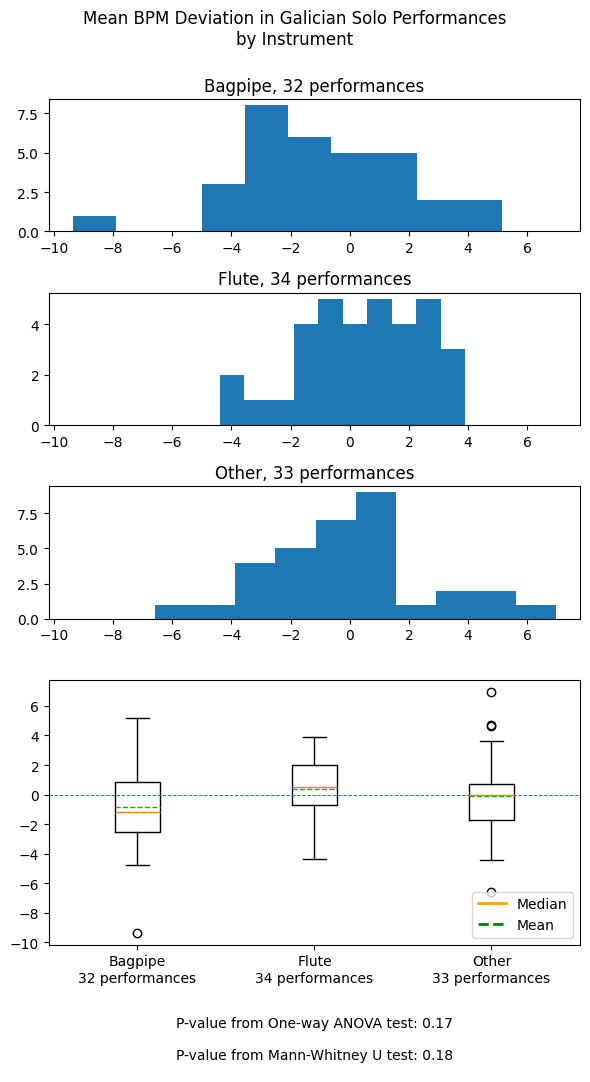 Mean BPM Deviation in Galician Solo Performances
by Instrument
Bagpipe, 32 performances
7.5
5.0
2.5
0.0
−10 −8 −6 −4 −2 0 2 4 6
Flute, 34 performances
4
2
0
−10 −8 −6 −4 −2 0 2 4 6
Other, 33 performances
7.5
5.0
2.5
0.0
−10 −8 −6 −4 −2 0 2 4 6
6
4
2
0
−2
−4
−6
−8
−10
Median
Mean
Bagpipe Flute Other
32 performances 34 performances 33 performances
P-value from One-way ANOVA test: 0.17
P-value from Mann-Whitney U test: 0.18